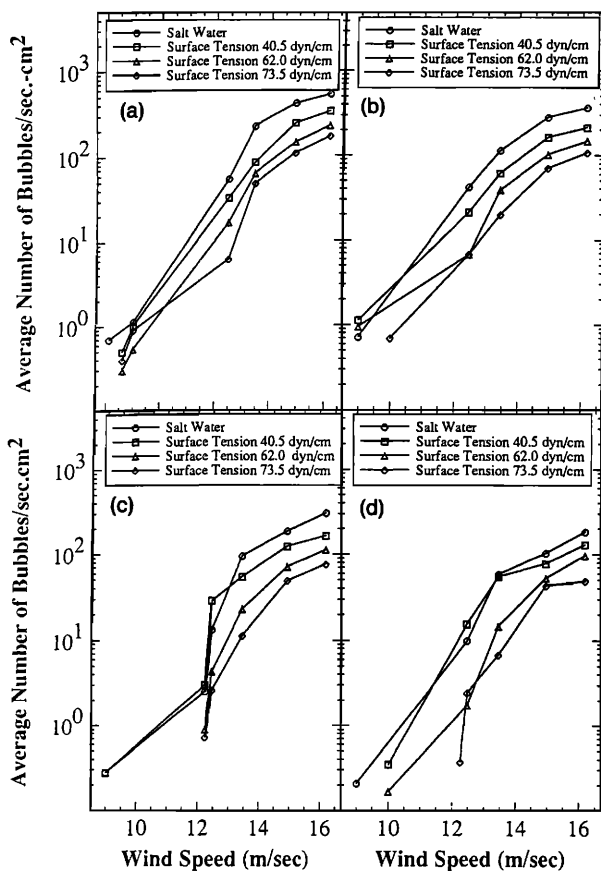 Salt Water
Surface Tension 40.5 dyn/cm
Surface Tension 62.0 dyn/cm
Surface Tension 73.5 dyn/cm
(a)
Salt Water
Surface Tension 40.5 dyn/cm
Surface Tension 62.0 dyn/cm
Surface Tension 73.5 dyn/cm
(b)
Average Number of Bubbles/sec.-cm²
10³
10²
10¹
10⁰
Salt Water
Surface Tension 40.5 dyn/cm
Surface Tension 62.0 dyn/cm
Surface Tension 73.5 dyn/cm
(c)
Salt Water
Surface Tension 40.5 dyn/cm
Surface Tension 62.0 dyn/cm
Surface Tension 73.5 dyn/cm
(d)
Average Number of Bubbles/sec.cm²
10³
10²
10¹
10⁰
10 12 14 16
10 12 14 16
Wind Speed (m/sec)
Wind Speed (m/sec)